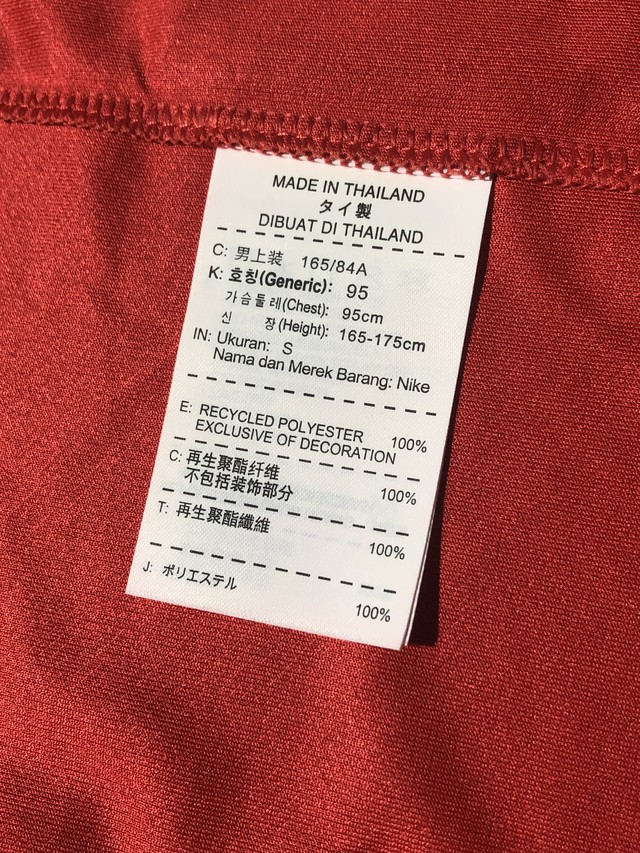 MADE IN THAILAND
タイ製
DIBUAT DI THAILAND
C: 男上装 165/84A
K: 호칭(Generic): 95
가슴둘레(Chest): 95cm
신 장(Height): 165-175cm
IN: Ukuran: S
Nama dan Merek Barang: Nike
E: RECYCLED POLYESTER 100%
EXCLUSIVE OF DECORATION
C: 再生聚酯纤维 100%
不包括装饰部分
T: 再生聚酯纖維 100%
J: ポリエステル 100%